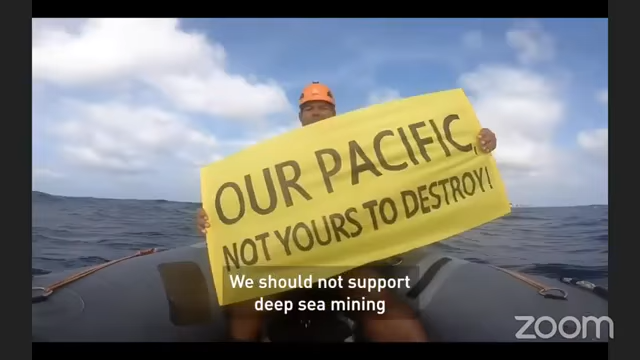 OUR PACIFIC,
NOT YOURS TO DESTROY!
We should not support
deep sea mining
zoom